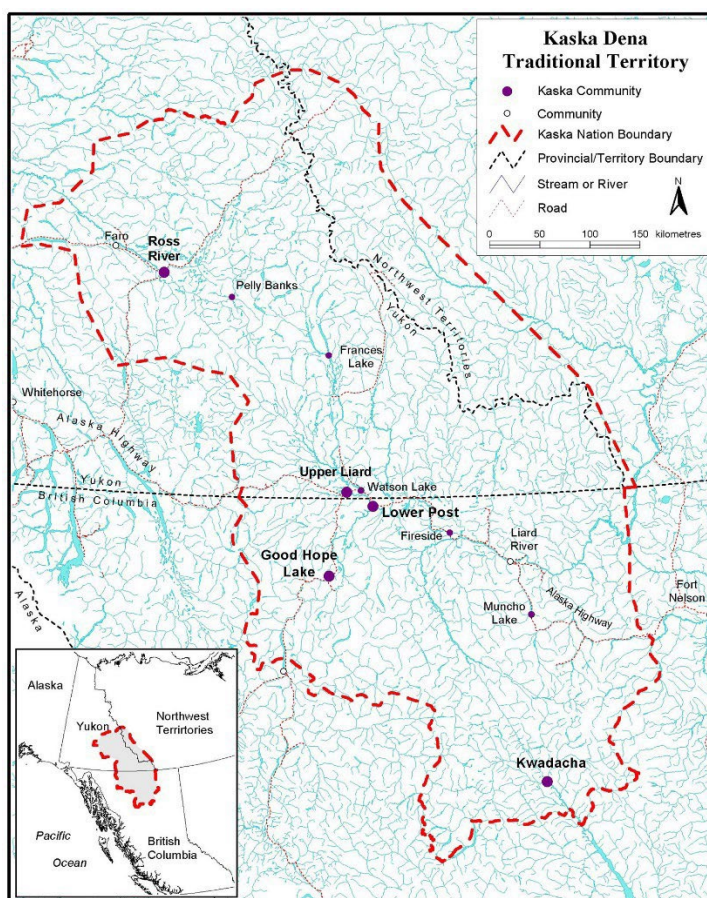 Kaska Dena
Traditional Territory
Kaska Community
Community
Kaska Nation Boundary
Provincial/Territory Boundary
Stream or River
Road
N
0 50 100 150 kilometres
Faro
Ross
River
Pelly Banks
Northwest Territories
Yukon
Frances
Lake
Whitehorse
Alaska Highway
Yukon
British Columbia
Upper Liard
Watson Lake
Lower Post
Fireside
Liard
River
Good Hope
Lake
Alaska
Muncho
Lake
Alaska Highway
Fort
Nelson
Kwadacha
Alaska
Yukon
Northwest
Territories
Pacific
Ocean
British
Columbia